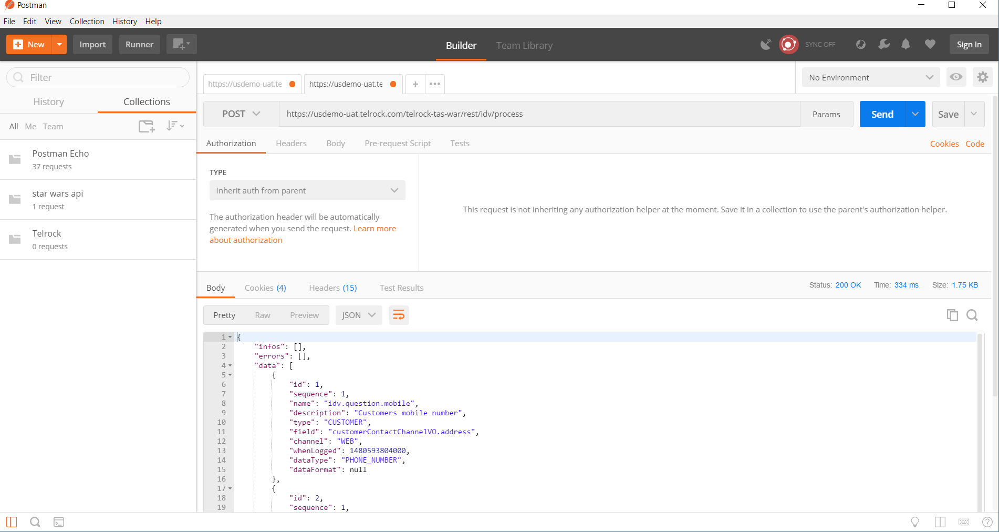 Postman
File Edit View Collection History Help
New Import Runner Builder Team Library SYNC OFF Sign In
Filter
History Collections
All Me Team
Postman Echo
37 requests
star wars api
1 request
Telrock
0 requests
https://usdemo-uat.te https://usdemo-uat.te + •••
No Environment
POST https://usdemo-uat.telrock.com/telrock-tas-war/rest/idv/process Params Send Save
Authorization Headers Body Pre-request Script Tests Cookies Code
TYPE
Inherit auth from parent
The authorization header will be automatically
generated when you send the request. Learn more
about authorization
This request is not inheriting any authorization helper at the moment. Save it in a collection to use the parent's authorization helper.
Body Cookies (4) Headers (15) Test Results Status: 200 OK Time: 334 ms Size: 1.75 KB
Pretty Raw Preview JSON
1 {
2 "infos": [],
3 "errors": [],
4 "data": [
5 {
6 "id": 1,
7 "sequence": 1,
8 "name": "idv.question.mobile",
9 "description": "Customers mobile number",
10 "type": "CUSTOMER",
11 "field": "customerContactChannelVO.address",
12 "channel": "WEB",
13 "whenLogged": 1480593804000,
14 "dataType": "PHONE_NUMBER",
15 "dataFormat": null
16 },
17 {
18 "id": 2,
19 "sequence": 1,